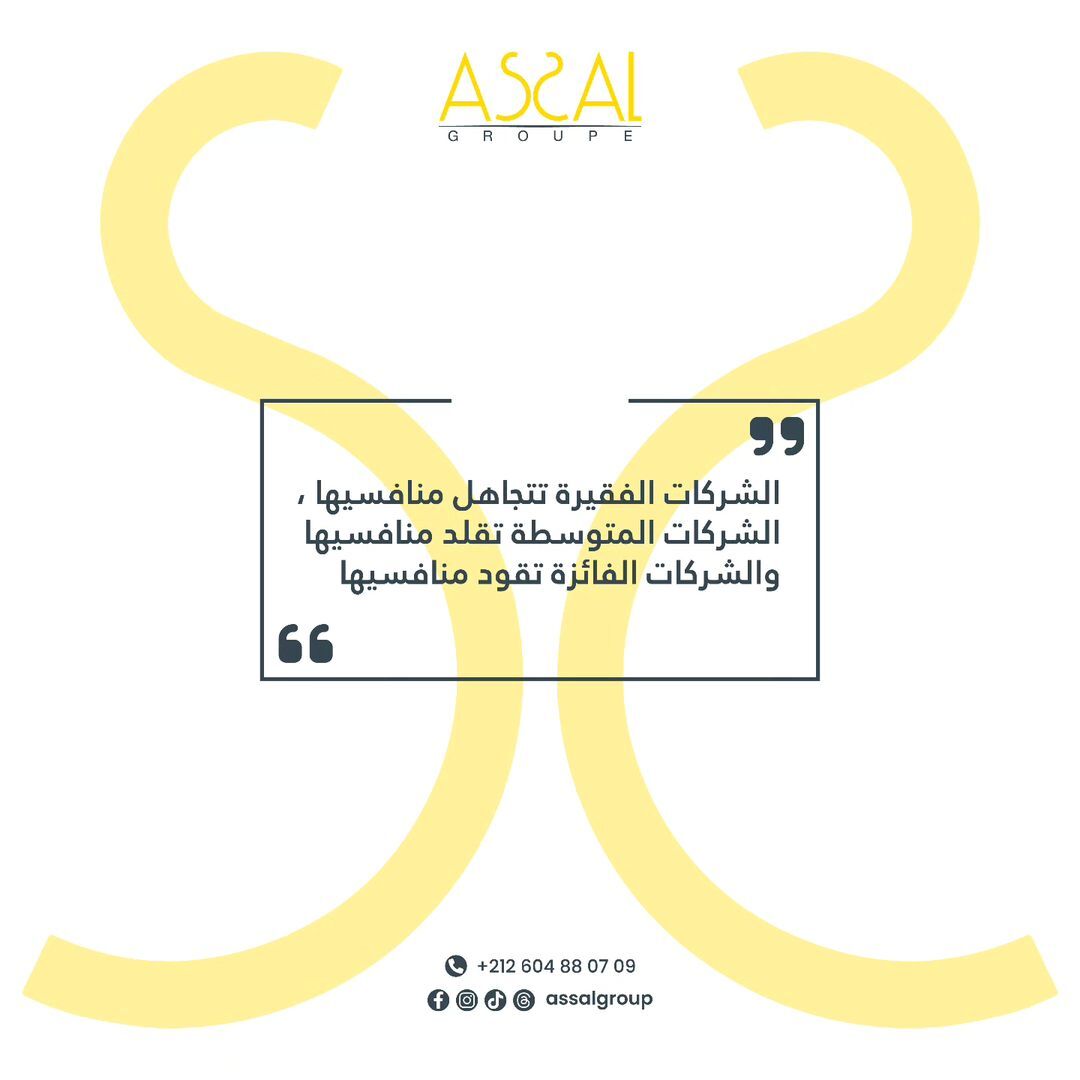 ASSAL
GROUPE
الشركات الفقيرة تتجاهل منافسيها ،
الشركات المتوسطة تقلد منافسيها
والشركات الفائزة تقود منافسيها
+212 604 88 07 09
assalgroup